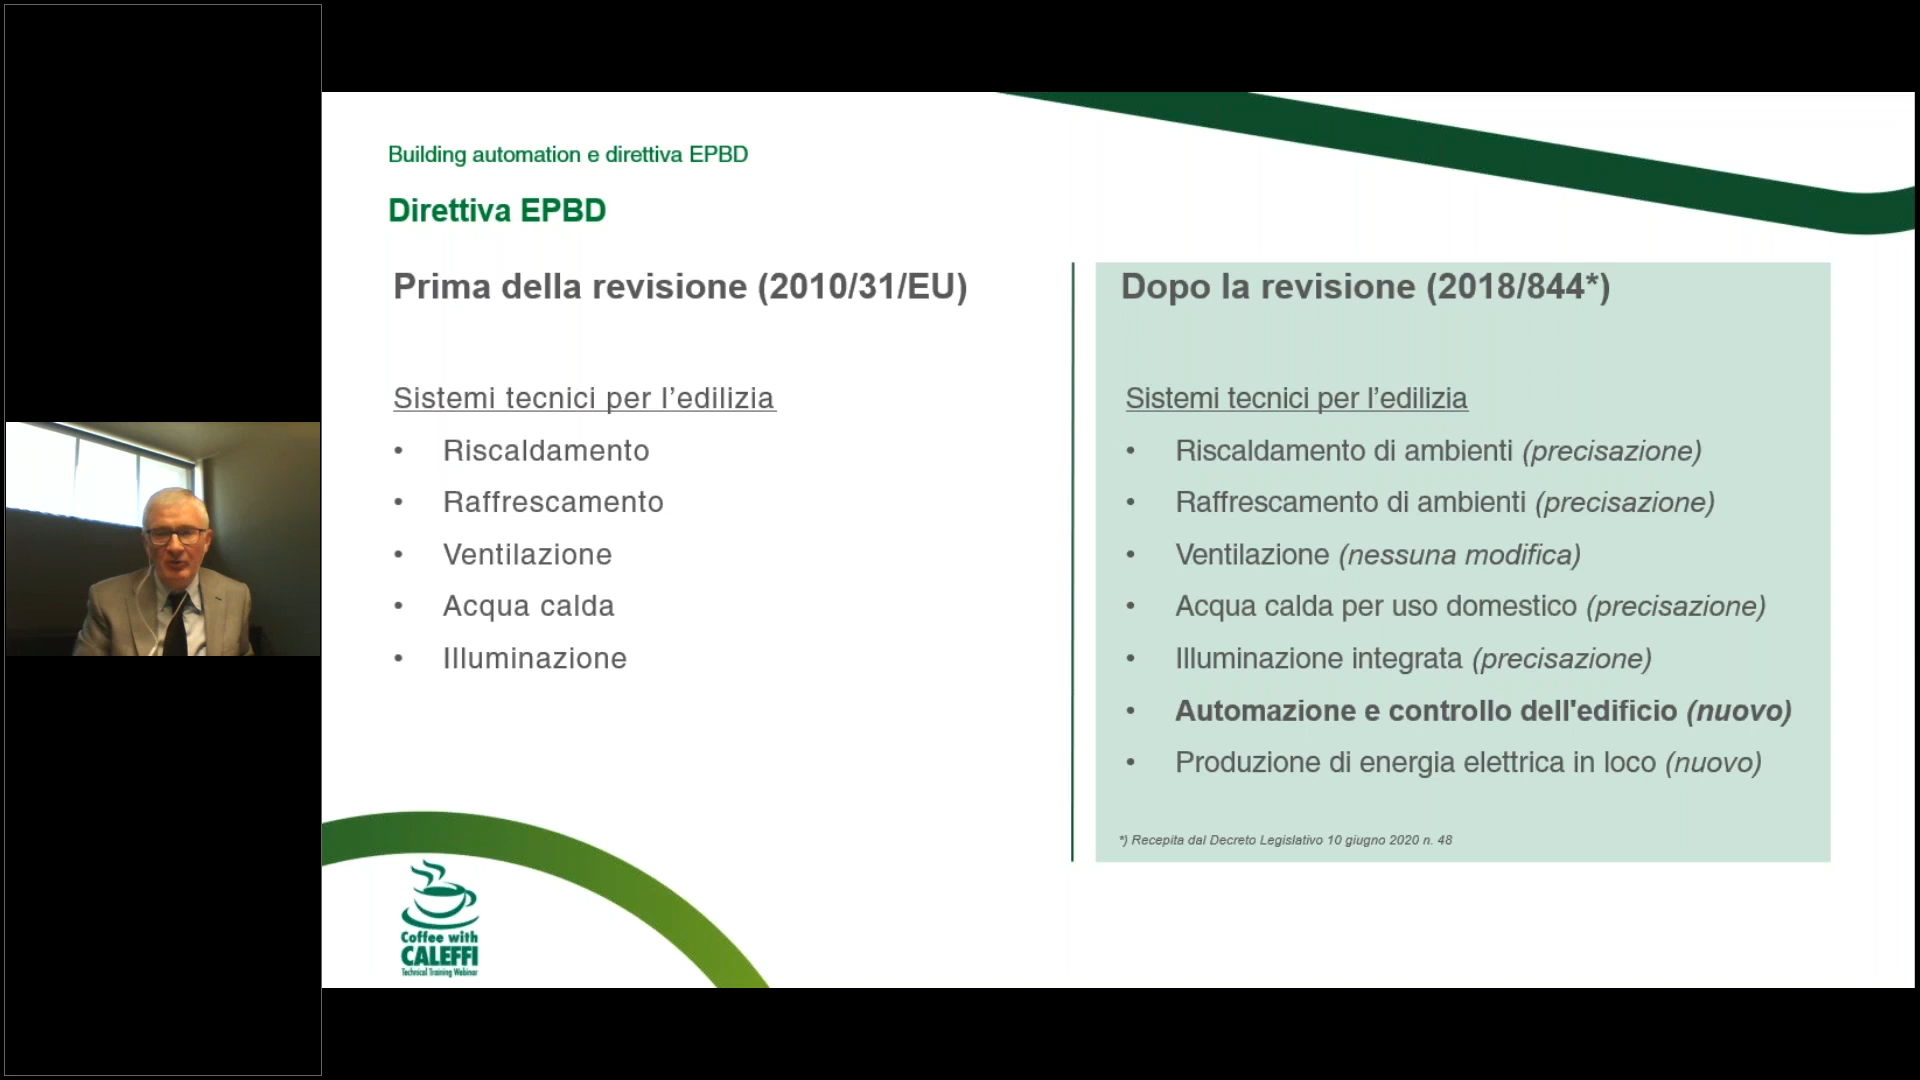 Building automation e direttiva EPBD
Direttiva EPBD
Prima della revisione (2010/31/EU)
Sistemi tecnici per l’edilizia
• Riscaldamento
• Raffrescamento
• Ventilazione
• Acqua calda
• Illuminazione
Dopo la revisione (2018/844*)
Sistemi tecnici per l’edilizia
• Riscaldamento di ambienti (precisazione)
• Raffrescamento di ambienti (precisazione)
• Ventilazione (nessuna modifica)
• Acqua calda per uso domestico (precisazione)
• Illuminazione integrata (precisazione)
• Automazione e controllo dell'edificio (nuovo)
• Produzione di energia elettrica in loco (nuovo)
*) Recepita dal Decreto Legislativo 10 giugno 2020 n. 48
Coffee with
CALEFFI
Technical Training Webinar